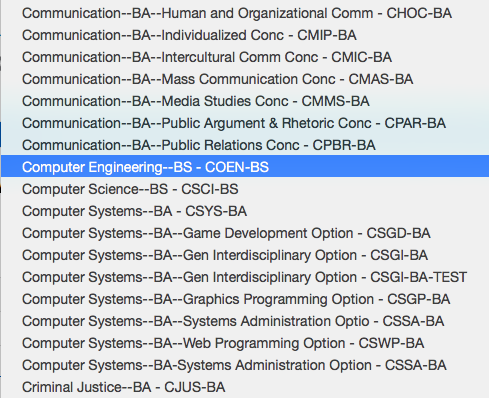 Communication--BA--Human and Organizational Comm - CHOC-BA
Communication--BA--Individualized Conc - CMIP-BA
Communication--BA--Intercultural Comm Conc - CMIC-BA
Communication--BA--Mass Communication Conc - CMAS-BA
Communication--BA--Media Studies Conc - CMMS-BA
Communication--BA--Public Argument & Rhetoric Conc - CPAR-BA
Communication--BA--Public Relations Conc - CPBR-BA
Computer Engineering--BS - COEN-BS
Computer Science--BS - CSCI-BS
Computer Systems--BA - CSYS-BA
Computer Systems--BA--Game Development Option - CSGD-BA
Computer Systems--BA--Gen Interdisciplinary Option - CSGI-BA
Computer Systems--BA--Gen Interdisciplinary Option - CSGI-BA-TEST
Computer Systems--BA--Graphics Programming Option - CSGP-BA
Computer Systems--BA--Systems Administration Optio - CSSA-BA
Computer Systems--BA--Web Programming Option - CSWP-BA
Computer Systems--BA-Systems Administration Option - CSSA-BA
Criminal Justice--BA - CJUS-BA